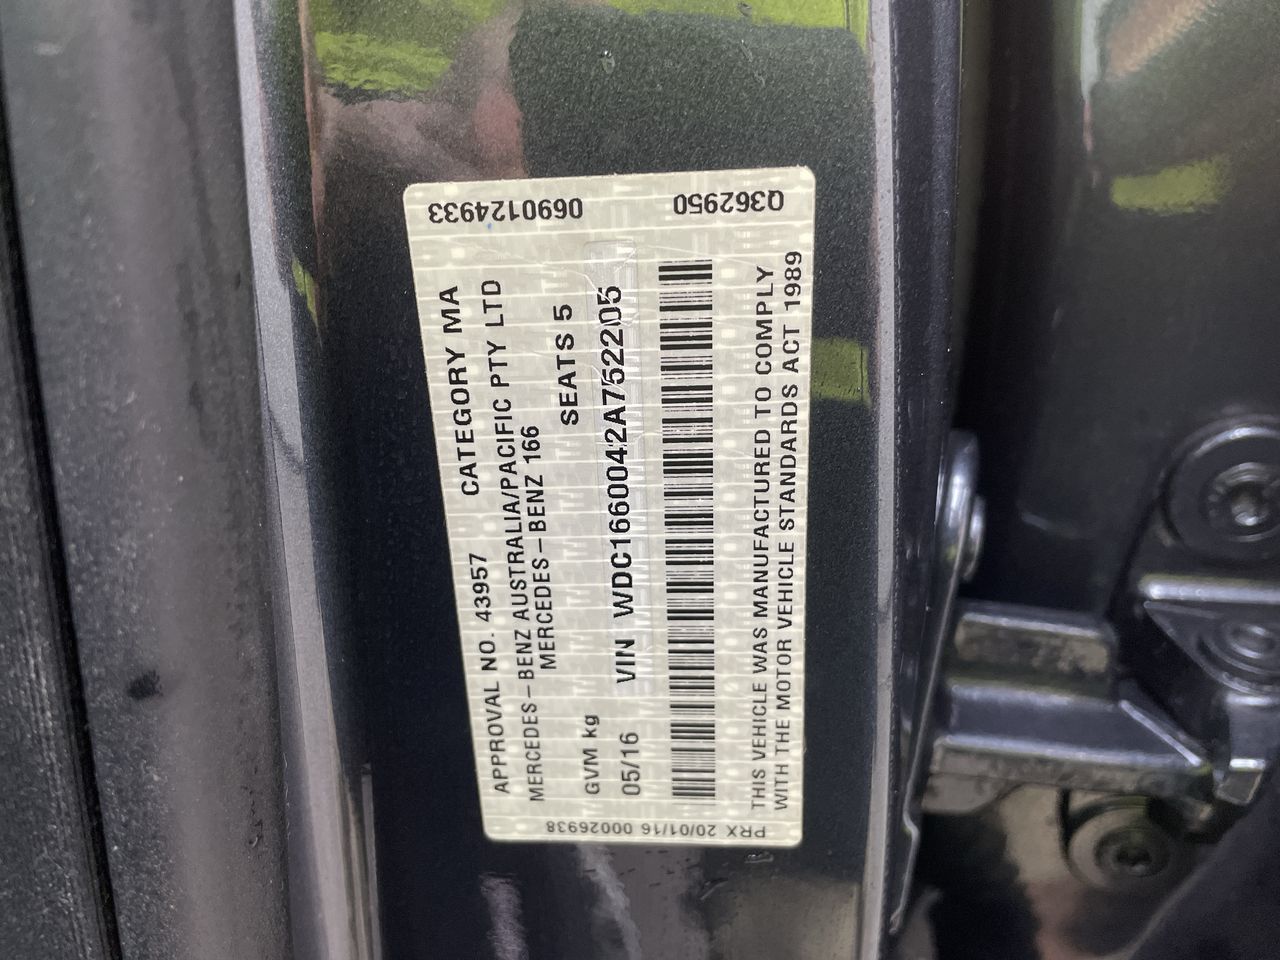 APPROVAL NO. 43957 CATEGORY MA
MERCEDES-BENZ AUSTRALIA/PACIFIC PTY LTD
MERCEDES-BENZ 166
GVM kg SEATS 5
05/16 VIN WDC1660042A752205
THIS VEHICLE WAS MANUFACTURED TO COMPLY
WITH THE MOTOR VEHICLE STANDARDS ACT 1989
0690124933 Q362950
PRX 20/01/16 00026938